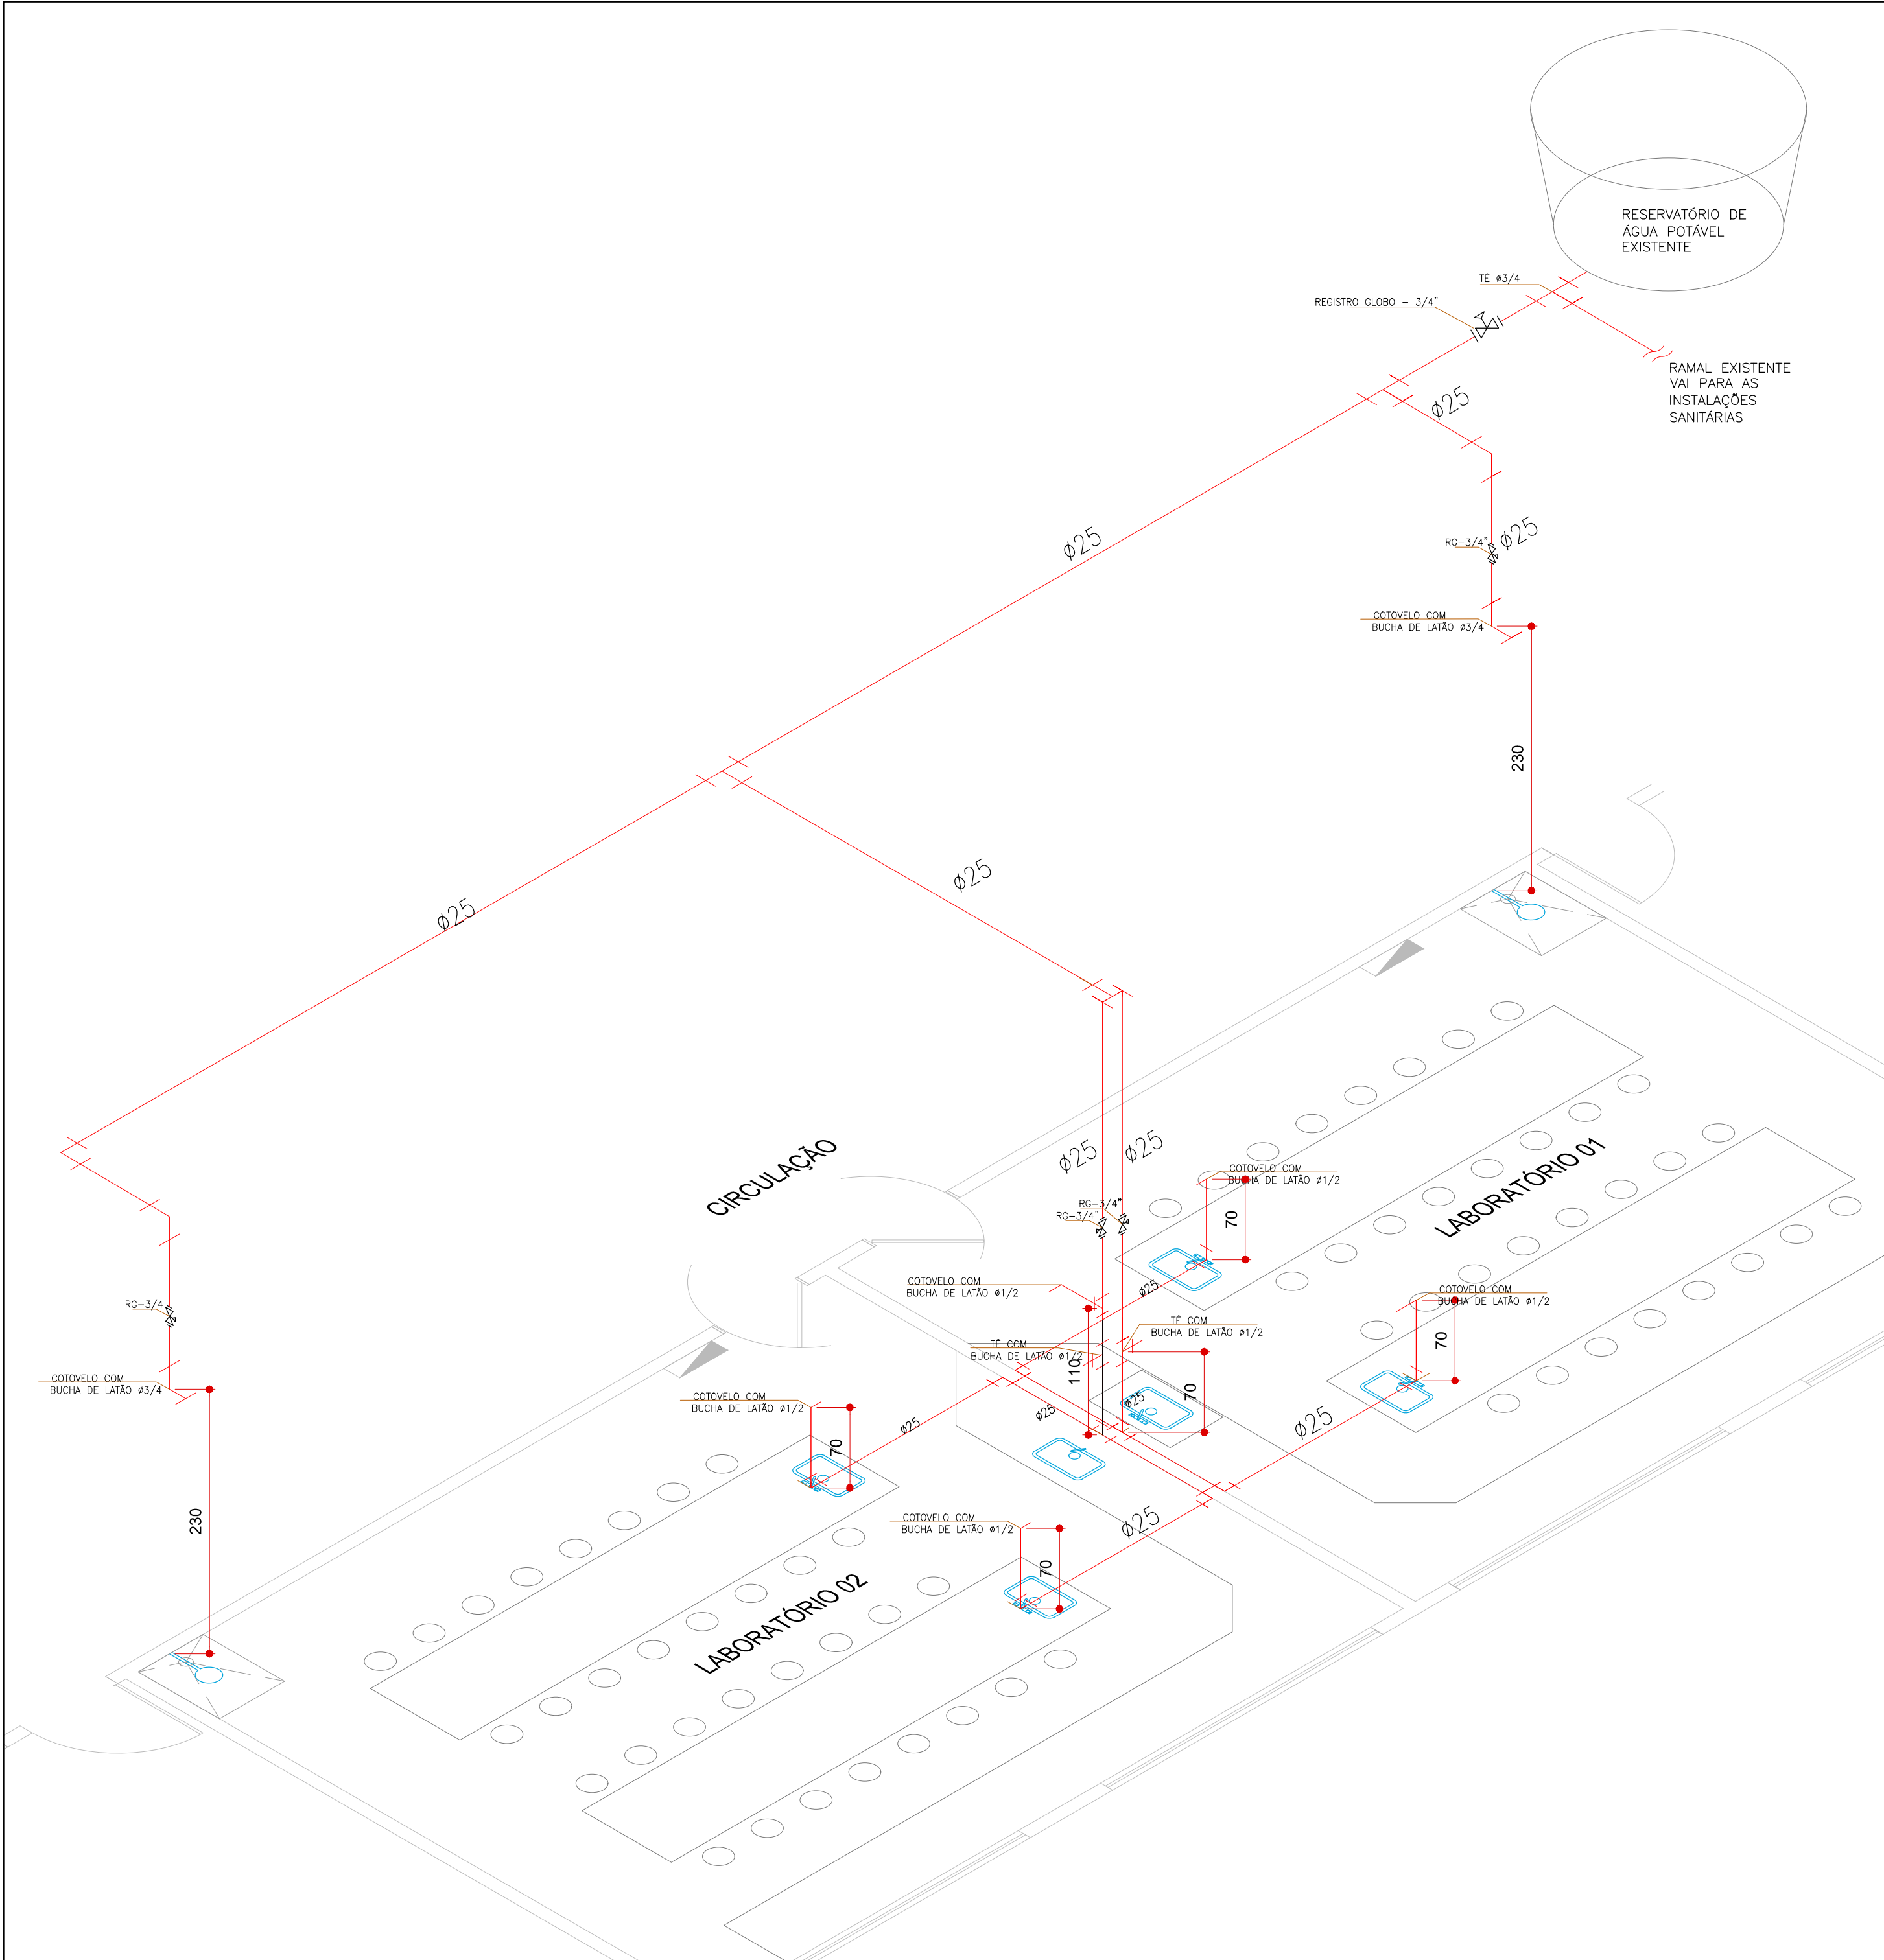 RESERVATÓRIO DE
ÁGUA POTÁVEL
EXISTENTE
TÊ ø3/4
REGISTRO GLOBO - 3/4"
RAMAL EXISTENTE
VAI PARA AS
INSTALAÇÕES
SANITÁRIAS
ø25
ø25
RG-3/4"
ø25
COTOVELO COM
BUCHA DE LATÃO ø3/4
230
ø25
ø25
CIRCULAÇÃO
ø25
ø25
LABORATÓRIO 01
COTOVELO COM
BUCHA DE LATÃO ø1/2
70
RG-3/4"
RG-3/4"
COTOVELO COM
BUCHA DE LATÃO ø1/2
ø25
COTOVELO COM
BUCHA DE LATÃO ø1/2
70
RG-3/4
TÊ COM
BUCHA DE LATÃO ø1/2
TÊ COM
BUCHA DE LATÃO ø1/2
110
70
COTOVELO COM
BUCHA DE LATÃO ø3/4
COTOVELO COM
BUCHA DE LATÃO ø1/2
70
ø25
ø25
ø25
ø25
230
COTOVELO COM
BUCHA DE LATÃO ø1/2
70
ø25
LABORATÓRIO 02